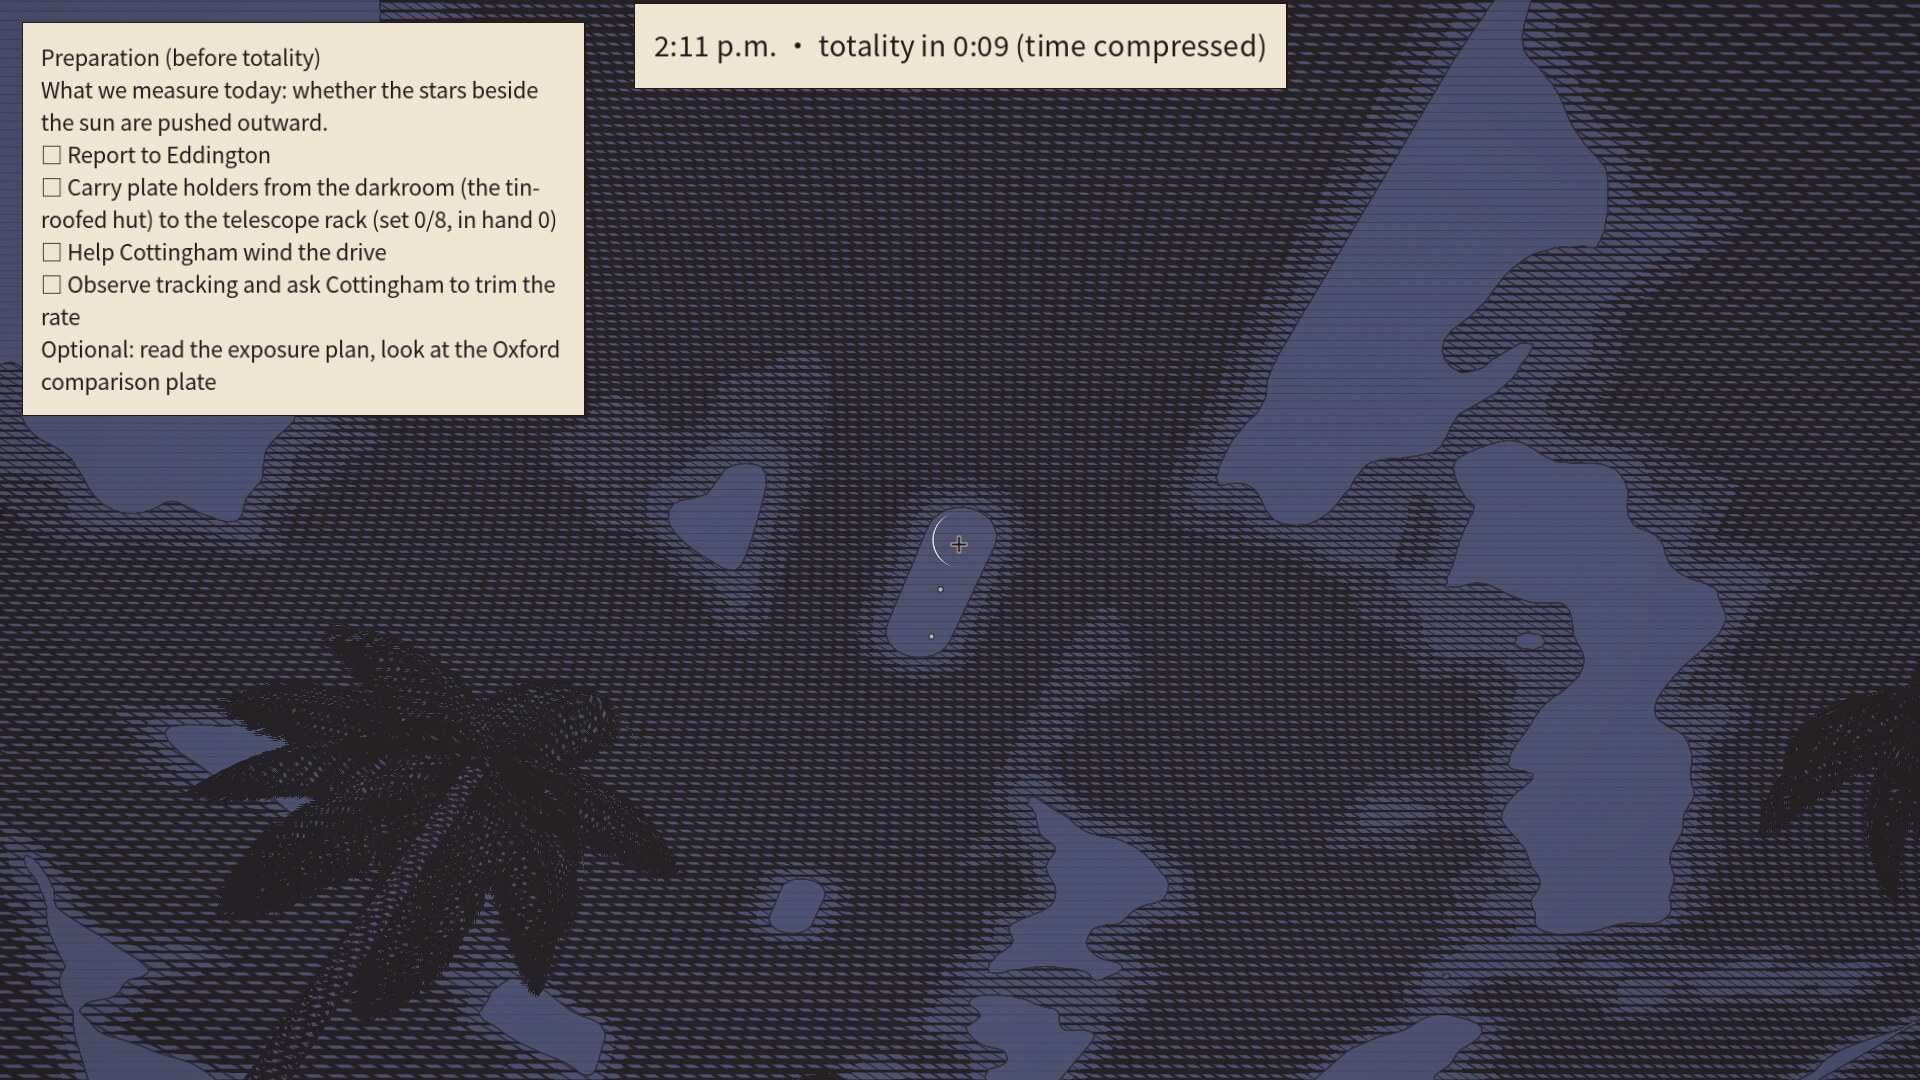 Preparation (before totality)
What we measure today: whether the stars beside
the sun are pushed outward.
☐ Report to Eddington
☐ Carry plate holders from the darkroom (the tin-
roofed hut) to the telescope rack (set 0/8, in hand 0)
☐ Help Cottingham wind the drive
☐ Observe tracking and ask Cottingham to trim the
rate
Optional: read the exposure plan, look at the Oxford
comparison plate
2:11 p.m. • totality in 0:09 (time compressed)